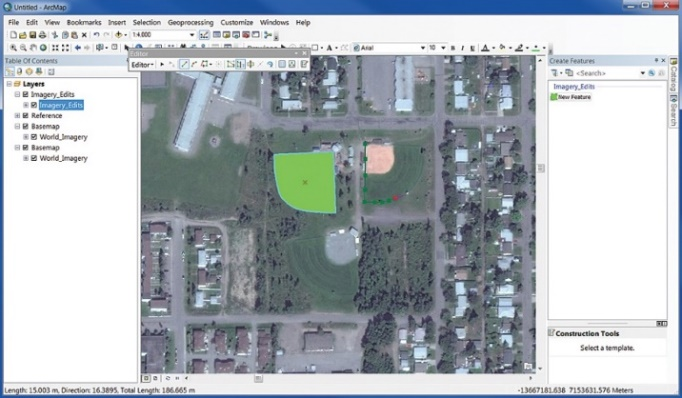 Untitled - ArcMap
File Edit View Bookmarks Insert Selection Geoprocessing Customize Windows Help
1:4,000
Arial 10 B I U A
Table Of Contents
Editor
Editor
Create Features
<Search>
Layers
Imagery_Edits
Imagery_Edits
Reference
Basemap
World_Imagery
Basemap
World_Imagery
Imagery_Edits
New Feature
Catalog
Search
Construction Tools
Select a template.
Length: 15.003 m, Direction: 16.3895, Total Length: 186.665 m
-13667181.638 7153631.576 Meters